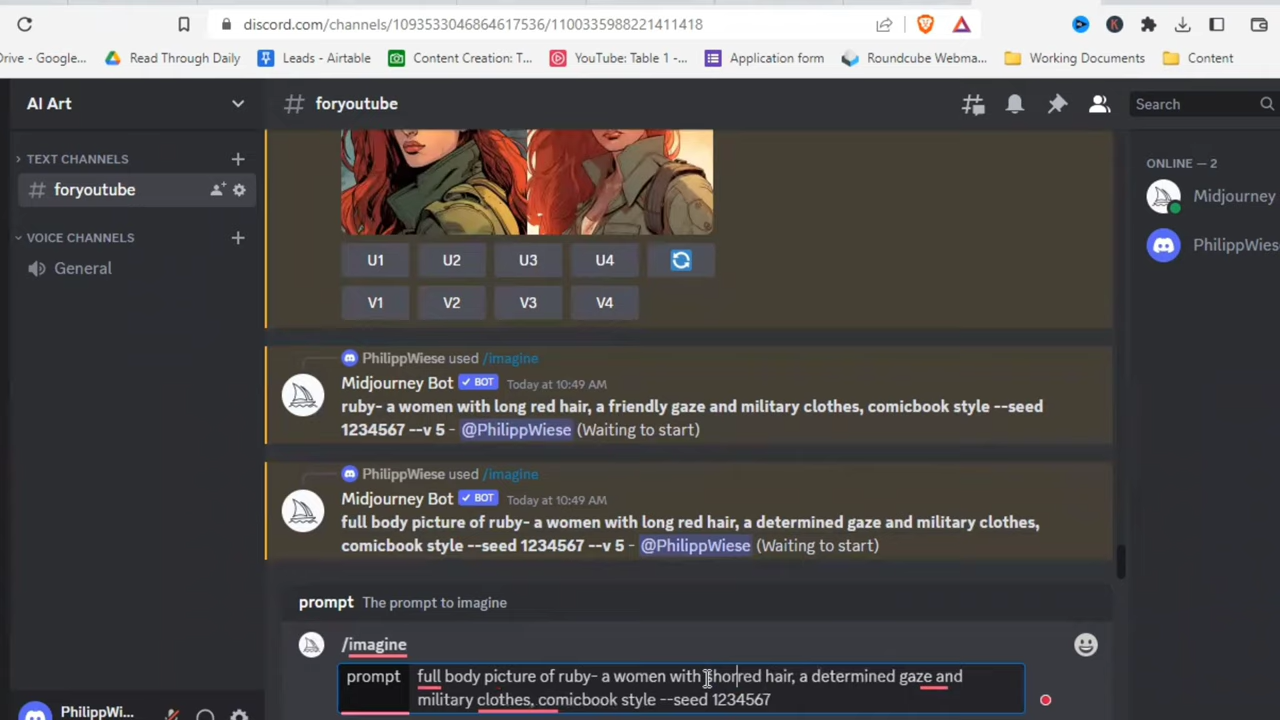 discord.com/channels/1093533046864617536/1100335988221411418
Drive - Google... Read Through Daily Leads - Airtable Content Creation: T... YouTube: Table 1 -... Application form Roundcube Webma... Working Documents Content
AI Art
# foryoutube
Search
TEXT CHANNELS
# foryoutube
VOICE CHANNELS
General
ONLINE — 2
Midjourney
PhilippWies
U1 U2 U3 U4
V1 V2 V3 V4
PhilippWiese used /imagine
Midjourney Bot ✓ BOT Today at 10:49 AM
ruby- a women with long red hair, a friendly gaze and military clothes, comicbook style --seed
1234567 --v 5 - @PhilippWiese (Waiting to start)
PhilippWiese used /imagine
Midjourney Bot ✓ BOT Today at 10:49 AM
full body picture of ruby- a women with long red hair, a determined gaze and military clothes,
comicbook style --seed 1234567 --v 5 - @PhilippWiese (Waiting to start)
prompt The prompt to imagine
/imagine
prompt full body picture of ruby- a women with shorred hair, a determined gaze and
military clothes, comicbook style --seed 1234567
PhilippWi...